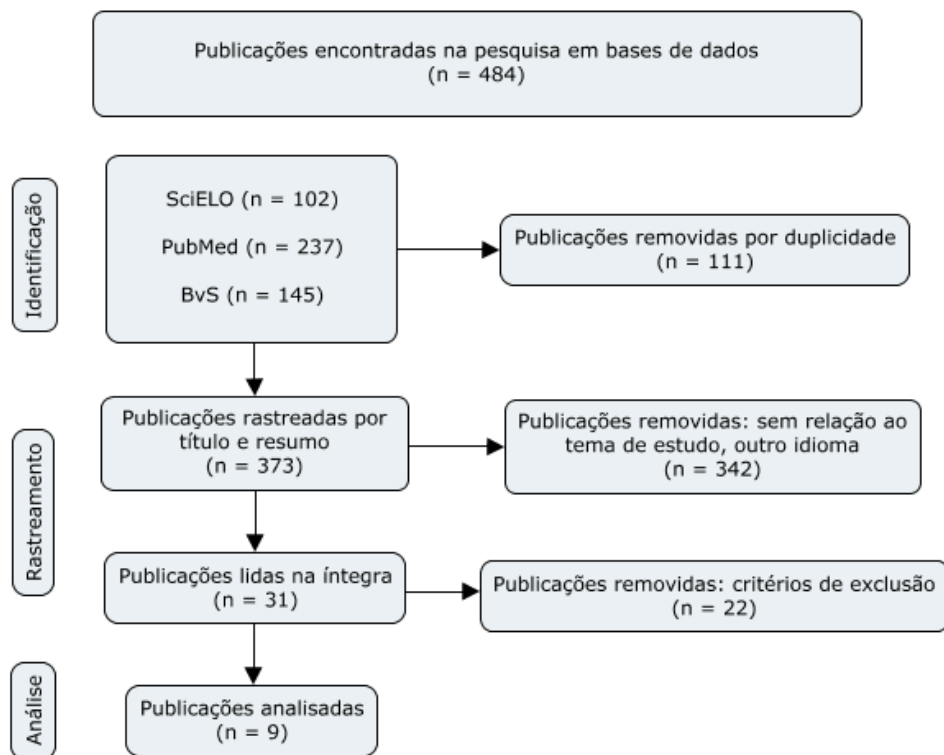 Publicações encontradas na pesquisa em bases de dados
(n = 484)
Identificação
SciELO (n = 102)
PubMed (n = 237)
BvS (n = 145)
Publicações removidas por duplicidade
(n = 111)
Rastreamento
Publicações rastreadas por
título e resumo
(n = 373)
Publicações removidas: sem relação ao
tema de estudo, outro idioma
(n = 342)
Publicações lidas na íntegra
(n = 31)
Publicações removidas: critérios de exclusão
(n = 22)
Análise
Publicações analisadas
(n = 9)